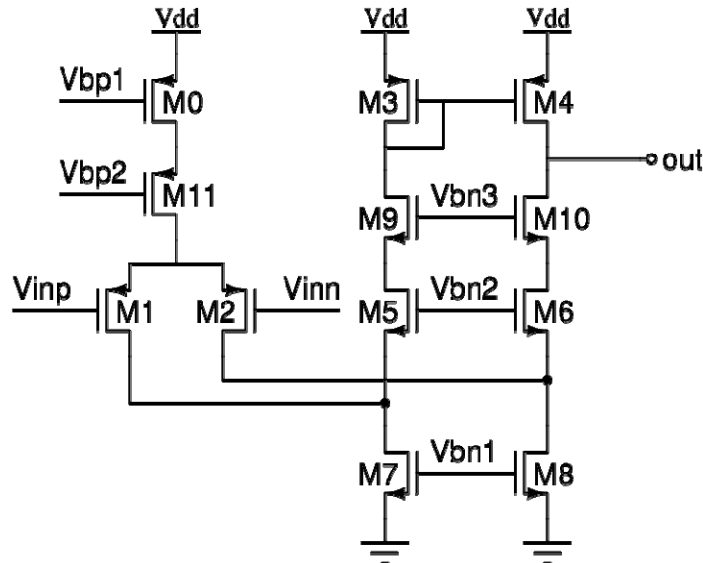 Vdd Vdd Vdd
Vbp1 M0 M3 M4
Vbp2 M11 out
M9 Vbn3 M10
Vinp M1 M2 Vinn M5 Vbn2 M6
M7 Vbn1 M8